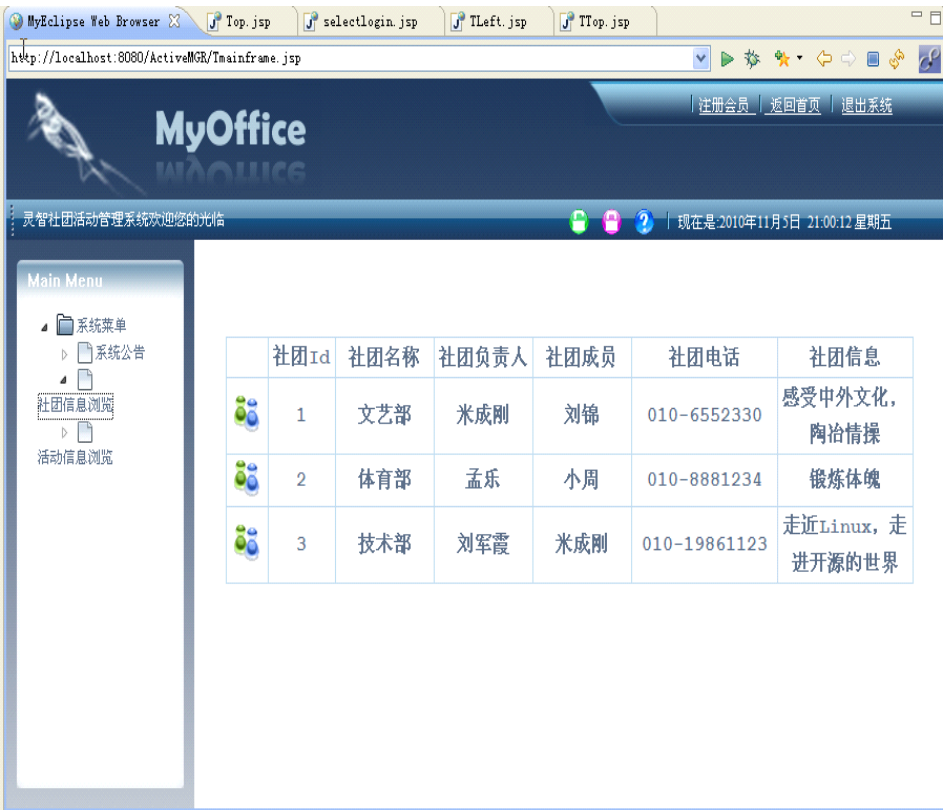 MyEclipse Web Browser Top.jsp selectlogin.jsp TLeft.jsp TTop.jsp
http://localhost:8080/ActiveMGR/Tmainframe.jsp
注册会员 | 返回首页 | 退出系统
MyOffice
灵智社团活动管理系统欢迎您的光临
现在是:2010年11月5日 21:00:12 星期五
Main Menu
系统菜单
系统公告
社团信息浏览
活动信息浏览
社团Id 社团名称 社团负责人 社团成员 社团电话 社团信息
1 文艺部 米成刚 刘锦 010-6552330 感受中外文化,
陶冶情操
2 体育部 孟乐 小周 010-8881234 锻炼体魄
3 技术部 刘军霞 米成刚 010-19861123 走近Linux, 走
进开源的世界